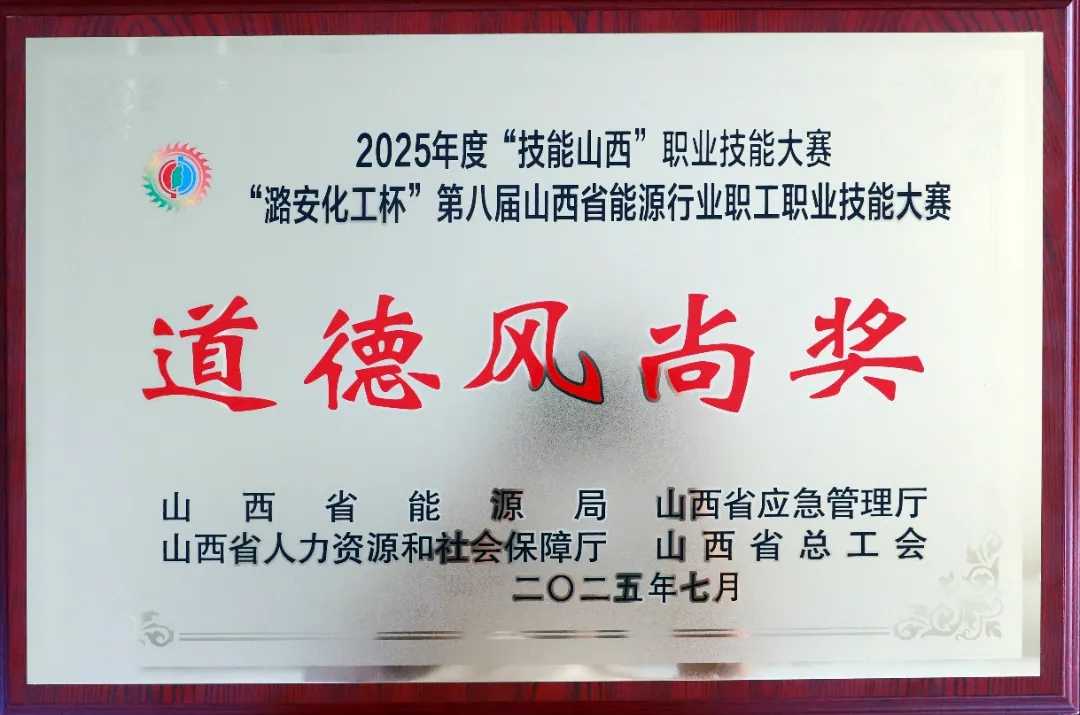 2025年度“技能山西”职业技能大赛
“潞安化工杯”第八届山西省能源行业职工职业技能大赛
道德风尚奖
山西省能源局 山西省应急管理厅
山西省人力资源和社会保障厅 山西省总工会
二〇二五年七月